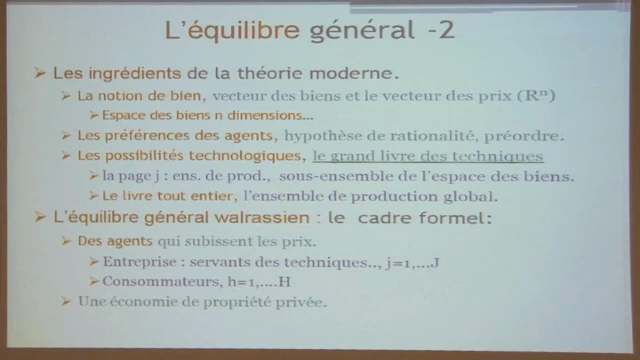 L'équilibre général -2
Les ingrédients de la théorie moderne.
La notion de bien, vecteur des biens et le vecteur des prix (Rⁿ)
Espace des biens n dimensions...
Les préférences des agents, hypothèse de rationalité, préordre.
Les possibilités technologiques, le grand livre des techniques
la page j : ens. de prod., sous-ensemble de l'espace des biens.
Le livre tout entier, l'ensemble de production global.
L'équilibre général walrassien : le cadre formel:
Des agents qui subissent les prix.
Entreprise : servants des techniques.., j=1,...J
Consommateurs, h=1,....H
Une économie de propriété privée.